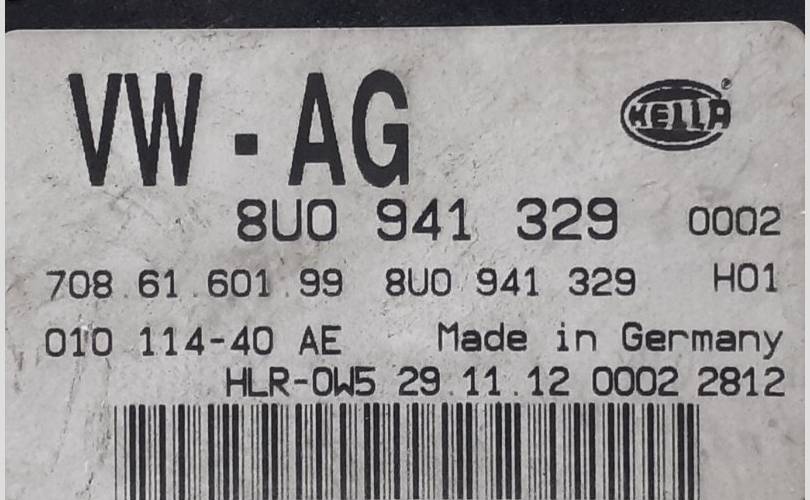 VW-AG
HELLA®
8U0 941 329 0002
708.61.601.99 8U0 941 329 H01
010 114-40 AE Made in Germany
HLR-0W5 29.11.12 0002 2812